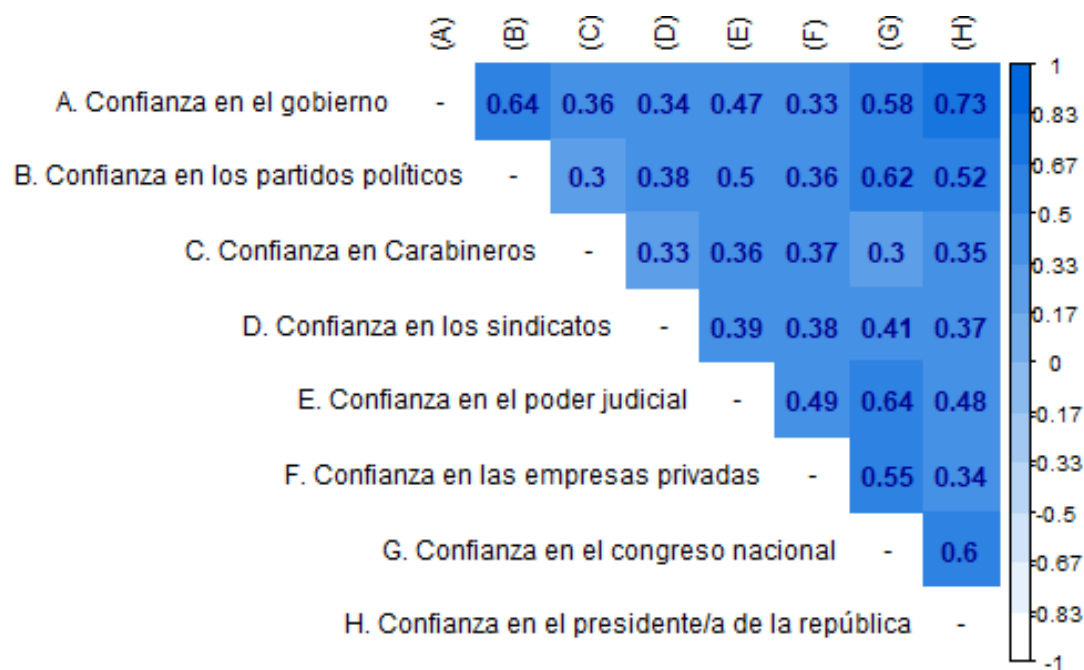 (A) (B) (C) (D) (E) (F) (G) (H)
A. Confianza en el gobierno - 0.64 0.36 0.34 0.47 0.33 0.58 0.73
B. Confianza en los partidos políticos - 0.3 0.38 0.5 0.36 0.62 0.52
C. Confianza en Carabineros - 0.33 0.36 0.37 0.3 0.35
D. Confianza en los sindicatos - 0.39 0.38 0.41 0.37
E. Confianza en el poder judicial - 0.49 0.64 0.48
F. Confianza en las empresas privadas - 0.55 0.34
G. Confianza en el congreso nacional - 0.6
H. Confianza en el presidente/a de la república -
1
0.83
0.67
0.5
0.33
0.17
0
-0.17
-0.33
-0.5
-0.67
-0.83
-1